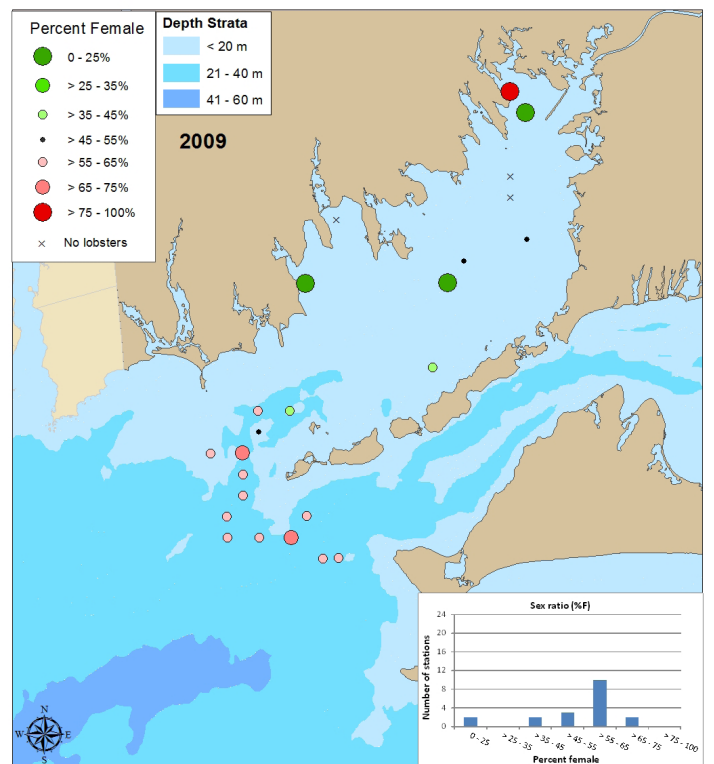 Percent Female
0 - 25%
> 25 - 35%
> 35 - 45%
> 45 - 55%
> 55 - 65%
> 65 - 75%
> 75 - 100%
No lobsters
Depth Strata
< 20 m
21 - 40 m
41 - 60 m
2009
N
W E
S
Sex ratio (%F)
Number of stations
24
20
16
12
8
4
0
0 - 25
> 25 - 35
> 35 - 45
> 45 - 55
> 55 - 65
> 65 - 75
> 75 - 100
Percent female